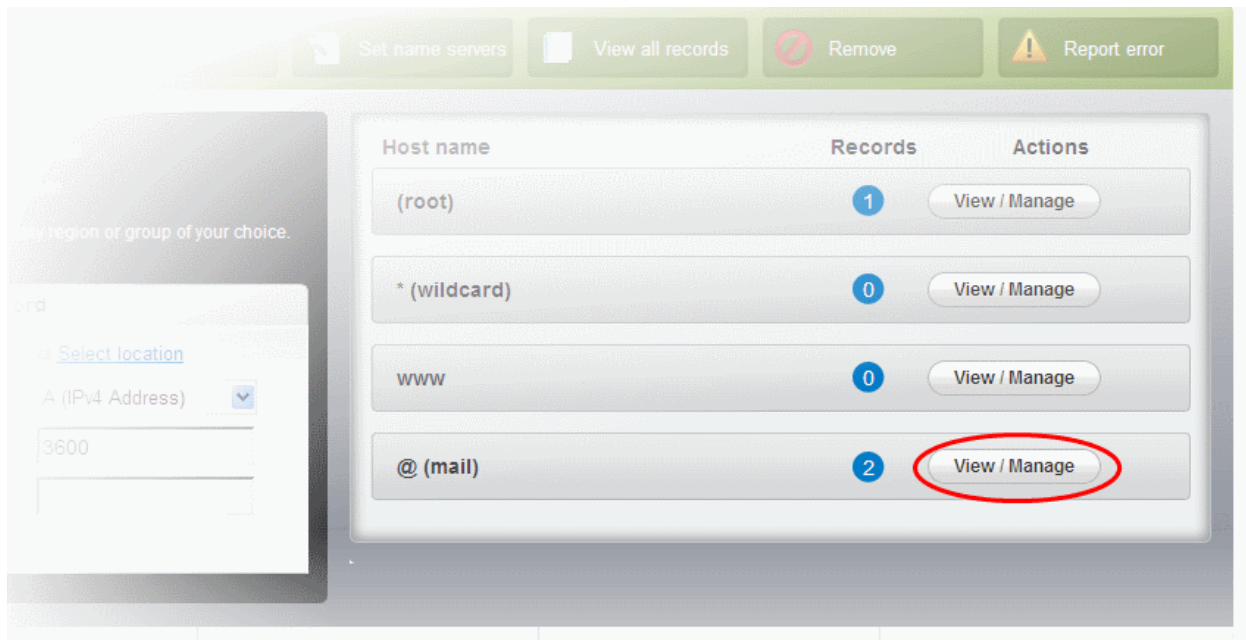 Set name servers View all records Remove Report error
Host name Records Actions
(root) 1 View / Manage
region or group of your choice.
* (wildcard) 0 View / Manage
Select location
www 0 View / Manage
A (IPv4 Address)
3600
@ (mail) 2 View / Manage